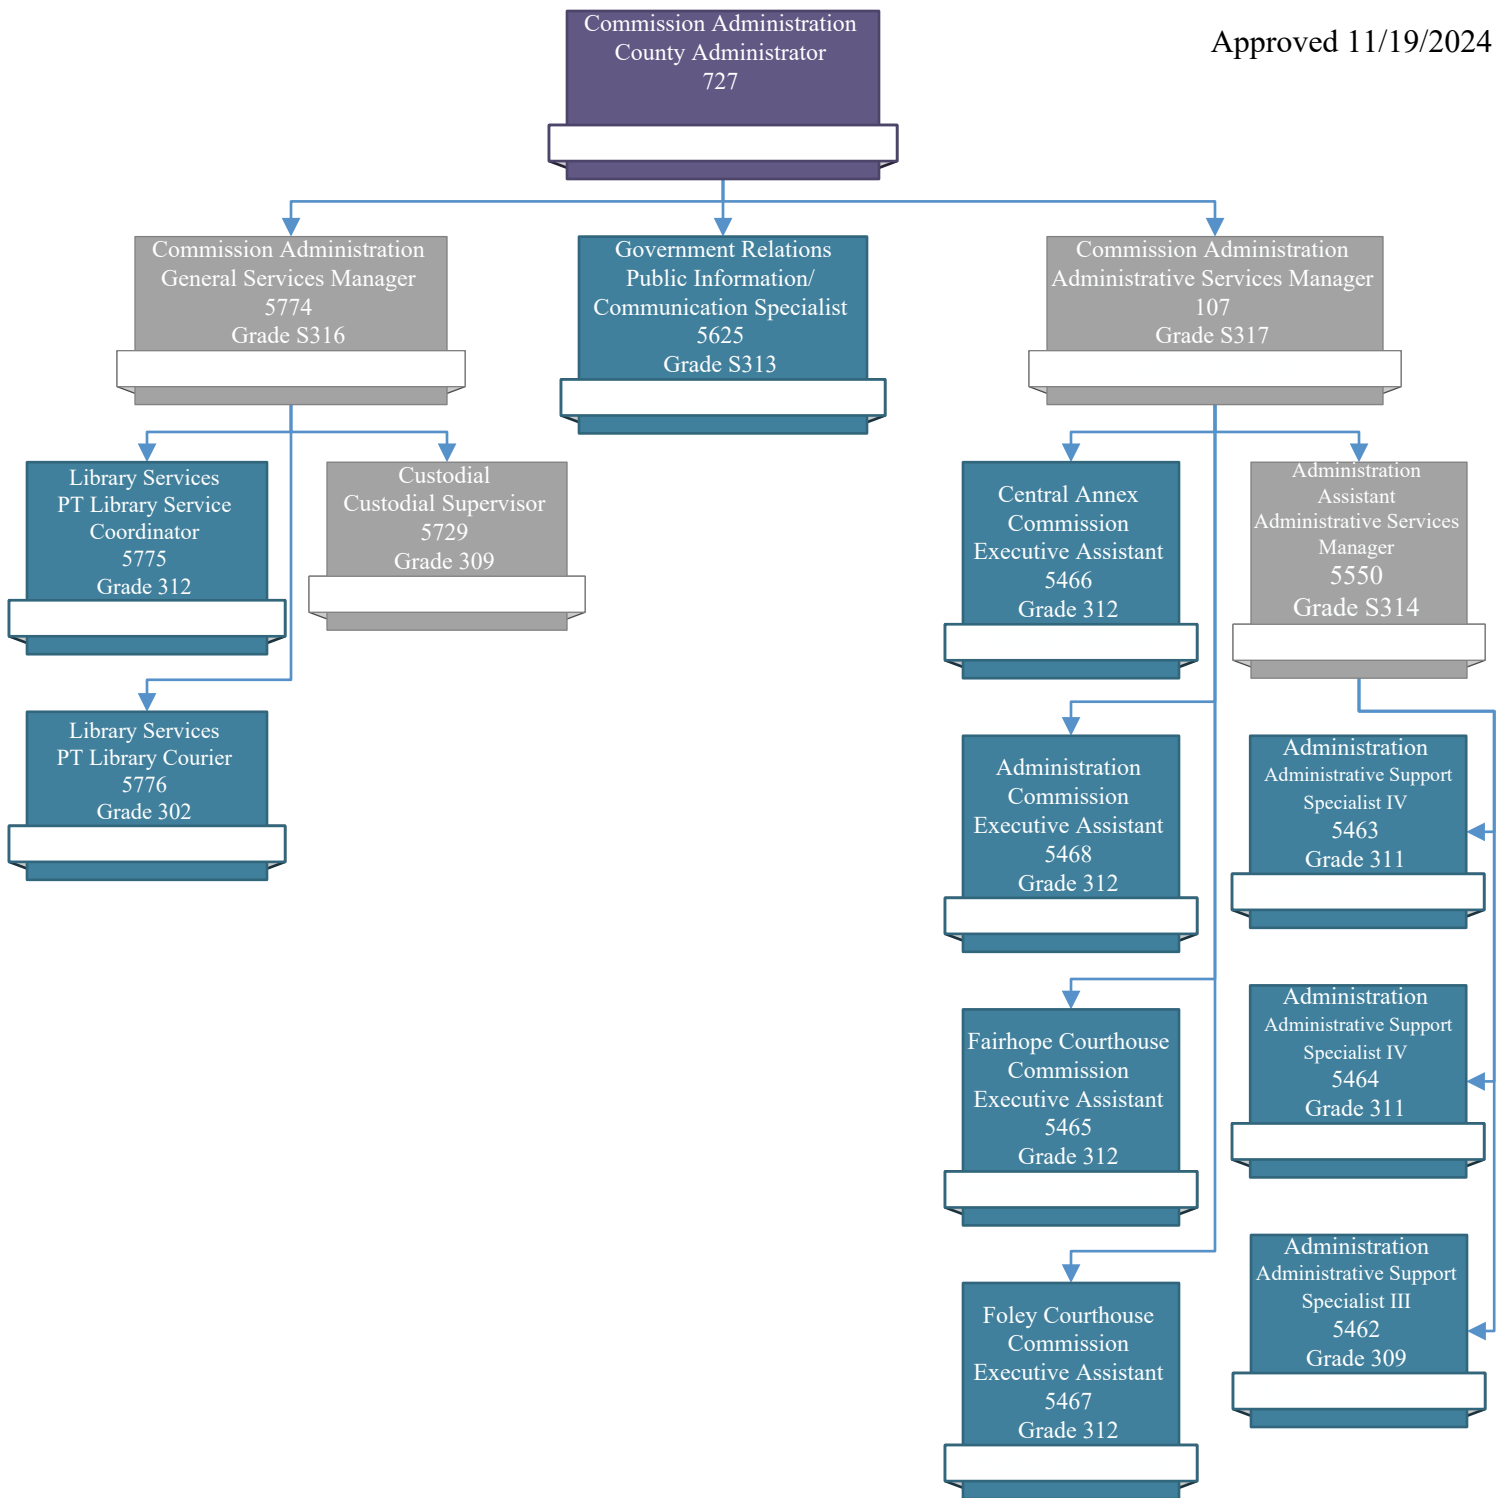 Commission Administration
County Administrator
727
Approved 11/19/2024
Commission Administration
General Services Manager
5774
Grade S316
Government Relations
Public Information/
Communication Specialist
5625
Grade S313
Commission Administration
Administrative Services Manager
107
Grade S317
Library Services
PT Library Service
Coordinator
5775
Grade 312
Custodial
Custodial Supervisor
5729
Grade 309
Central Annex
Commission
Executive Assistant
5466
Grade 312
Administration
Assistant
Administrative Services
Manager
5550
Grade S314
Library Services
PT Library Courier
5776
Grade 302
Administration
Commission
Executive Assistant
5468
Grade 312
Administration
Administrative Support
Specialist IV
5463
Grade 311
Fairhope Courthouse
Commission
Executive Assistant
5465
Grade 312
Administration
Administrative Support
Specialist IV
5464
Grade 311
Foley Courthouse
Commission
Executive Assistant
5467
Grade 312
Administration
Administrative Support
Specialist III
5462
Grade 309